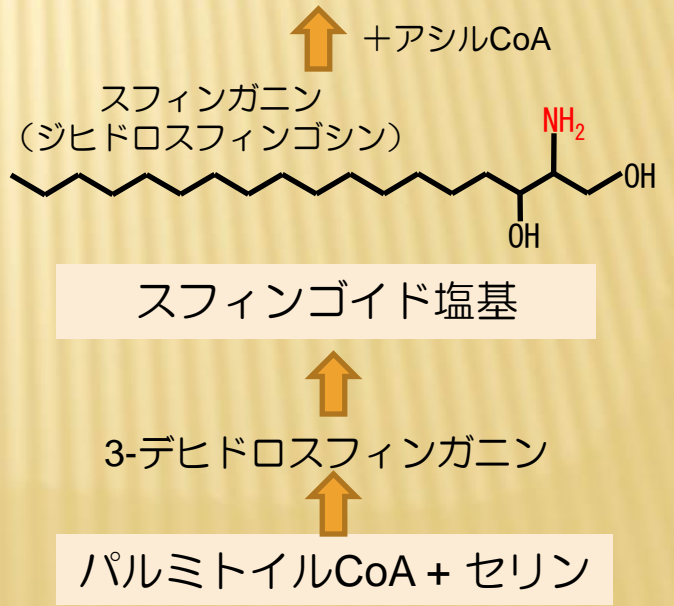 ＋アシルCoA
スフィンガニン
（ジヒドロスフィンゴシン）
NH₂
OH
OH
スフィンゴイド塩基
3-デヒドロスフィンガニン
パルミトイルCoA + セリン